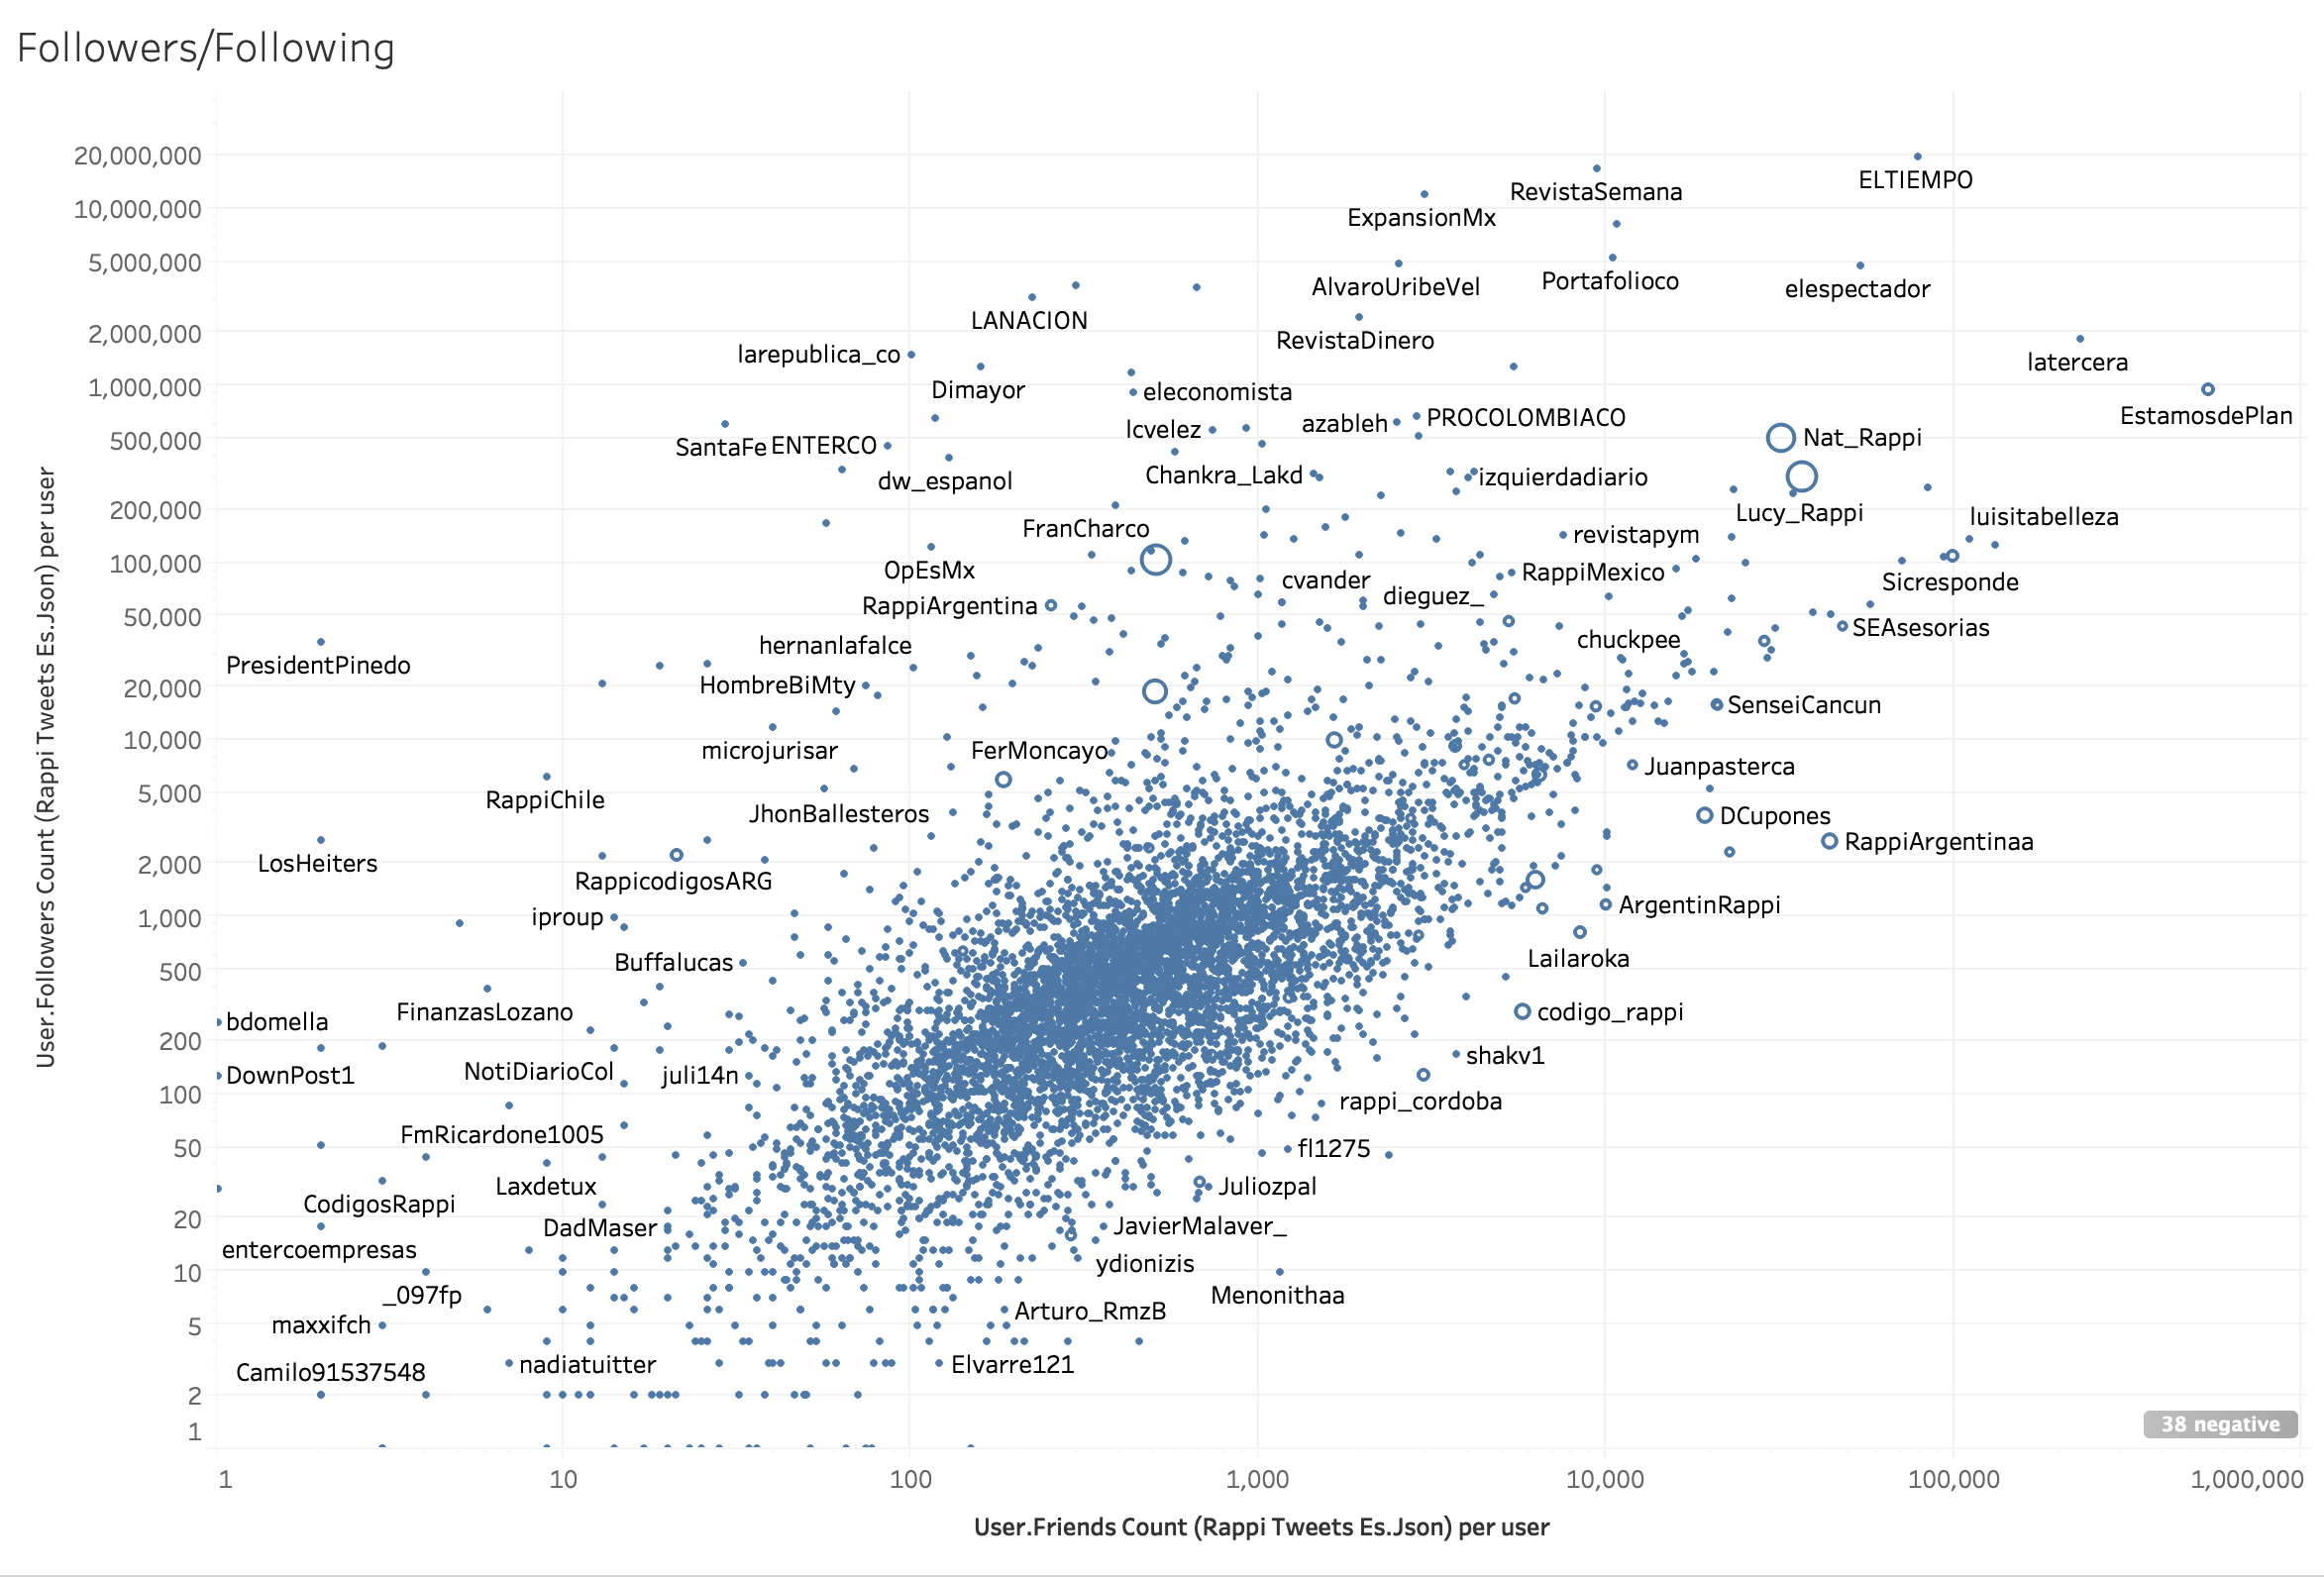 Followers/Following
User.Followers Count (Rappi Tweets Es.Json) per user
20,000,000
10,000,000
5,000,000
2,000,000
1,000,000
500,000
200,000
100,000
50,000
20,000
10,000
5,000
2,000
1,000
500
200
100
50
20
10
5
2
1
ELTIEMPO
RevistaSemana
ExpansionMx
Portafolioco
AlvaroUribeVel
elespectador
LANACION
RevistaDinero
larepublica_co
latercera
Dimayor
eleconomista
EstamosdePlan
azableh
PROCOLOMBIACO
lcvelez
Nat_Rappi
SantaFe
ENTERCO
Chankra_Lakd
izquierdadiario
dw_espanol
Lucy_Rappi
luisitabelleza
FranCharco
revistapym
OpEsMx
RappiMexico
cvander
Sicresponde
dieguez_
RappiArgentina
SEAsesorias
chuckpee
hernanlafalce
PresidentPinedo
HombreBiMty
SenseiCancun
microjurisar
FerMoncayo
Juanpasterca
RappiChile
JhonBallesteros
DCupones
RappiArgentinaa
LosHeiters
RappicodigosARG
ArgentinRappi
iproup
Lailaroka
Buffalucas
FinanzasLozano
codigo_rappi
bdomella
shakv1
NotiDiarioCol
juli14n
DownPost1
rappi_cordoba
FmRicardone1005
fl1275
Laxdetux
Juliozpal
CodigosRappi
DadMaser
JavierMalaver_
entercoempresas
ydionizis
_097fp
Menonithaa
Arturo_RmzB
maxxifch
nadiatuitter
Elvarre121
Camilo91537548
38 negative
1
10
100
1,000
10,000
100,000
1,000,000
User.Friends Count (Rappi Tweets Es.Json) per user